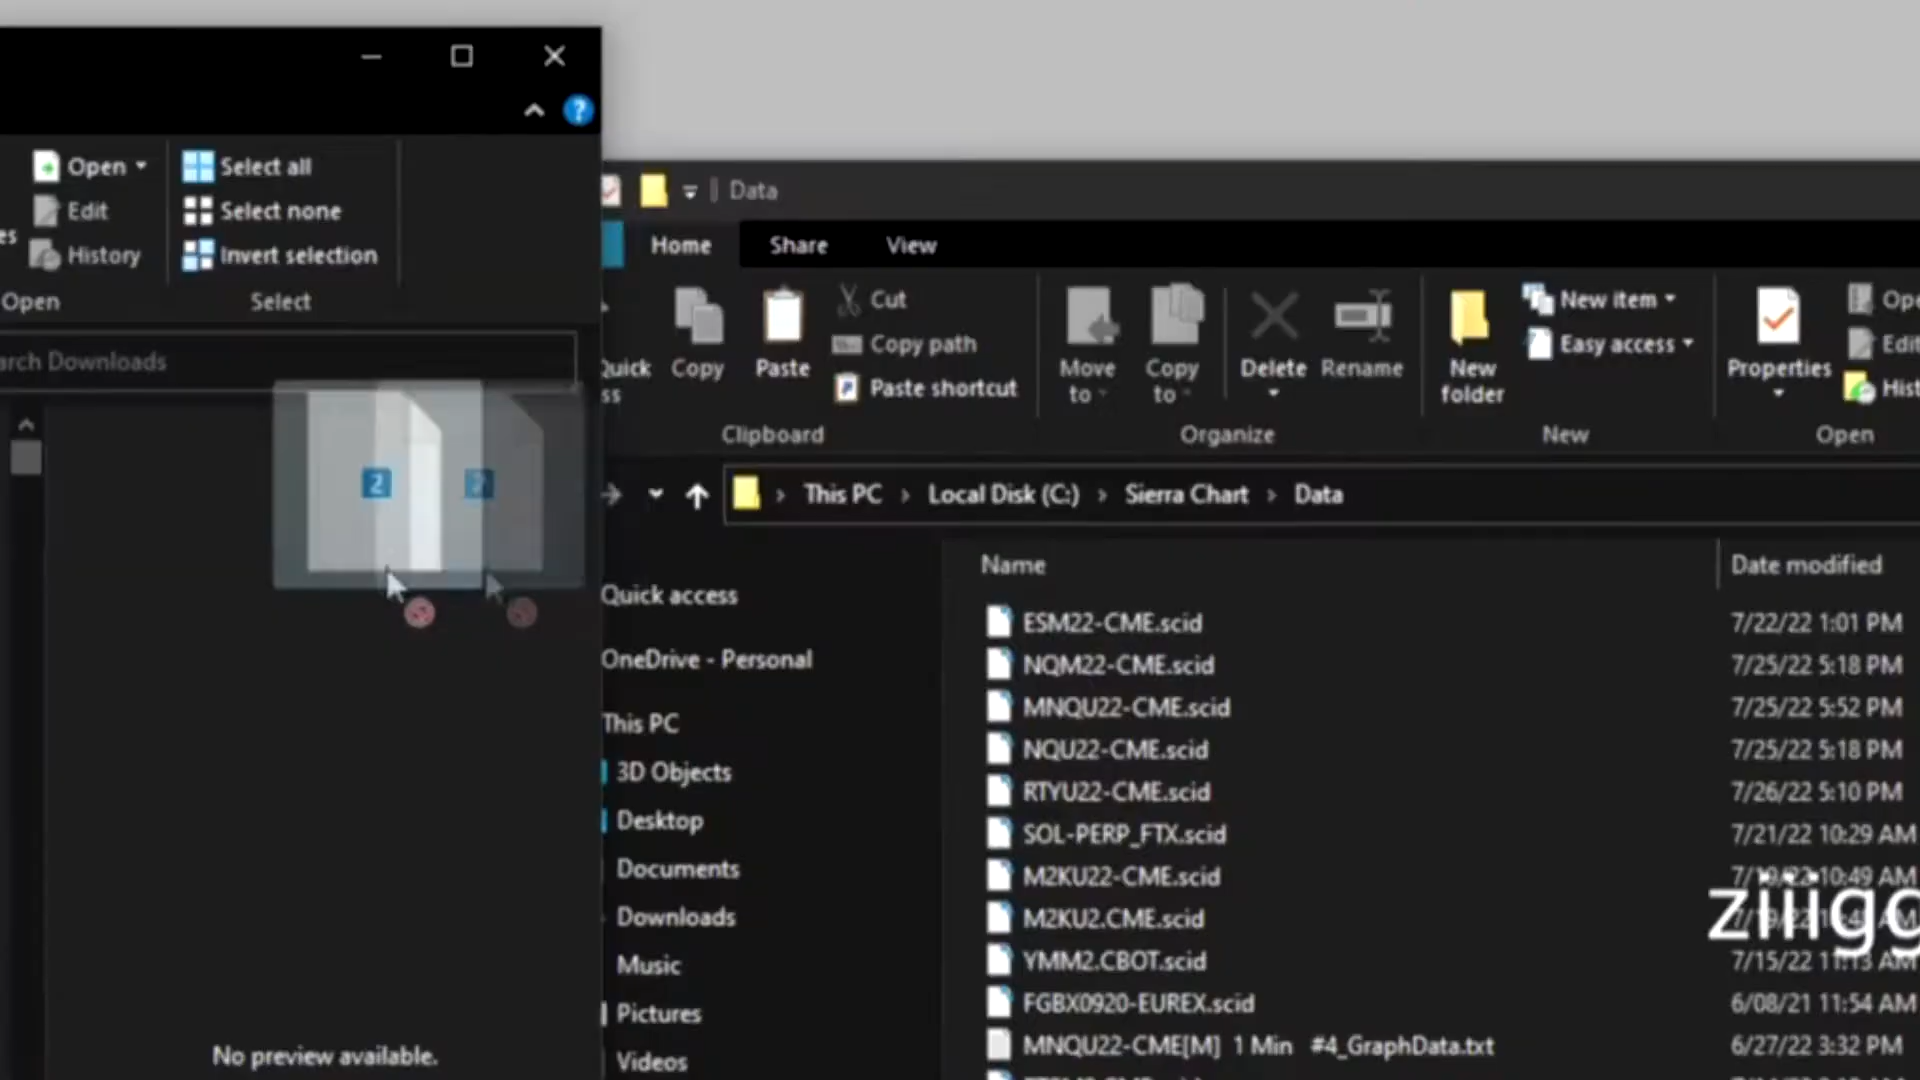 Open
Select all
Edit
Select none
es
History
Invert selection
Open
Select
arch Downloads
2
No preview available.
Data
Home
Share
View
Quick
ss
Copy
Paste
Cut
Copy path
Paste shortcut
Clipboard
Move
to
Copy
to
Delete
Rename
Organize
New
folder
New item
Easy access
New
Properties
Ope
Edit
Hist
Open
This PC > Local Disk (C:) > Sierra Chart > Data
Quick access
OneDrive - Personal
This PC
3D Objects
Desktop
Documents
Downloads
Music
Pictures
Videos
Name Date modified
ESM22-CME.scid 7/22/22 1:01 PM
NQM22-CME.scid 7/25/22 5:18 PM
MNQU22-CME.scid 7/25/22 5:52 PM
NQU22-CME.scid 7/25/22 5:18 PM
RTYU22-CME.scid 7/26/22 5:10 PM
SOL-PERP_FTX.scid 7/21/22 10:29 AM
M2KU22-CME.scid 7/19/22 10:49 AM
M2KU2.CME.scid
YMM2.CBOT.scid 7/15/22 11:13 AM
FGBX0920-EUREX.scid 6/08/21 11:54 AM
MNQU22-CME[M] 1 Min #4_GraphData.txt 6/27/22 3:32 PM
ziiigg